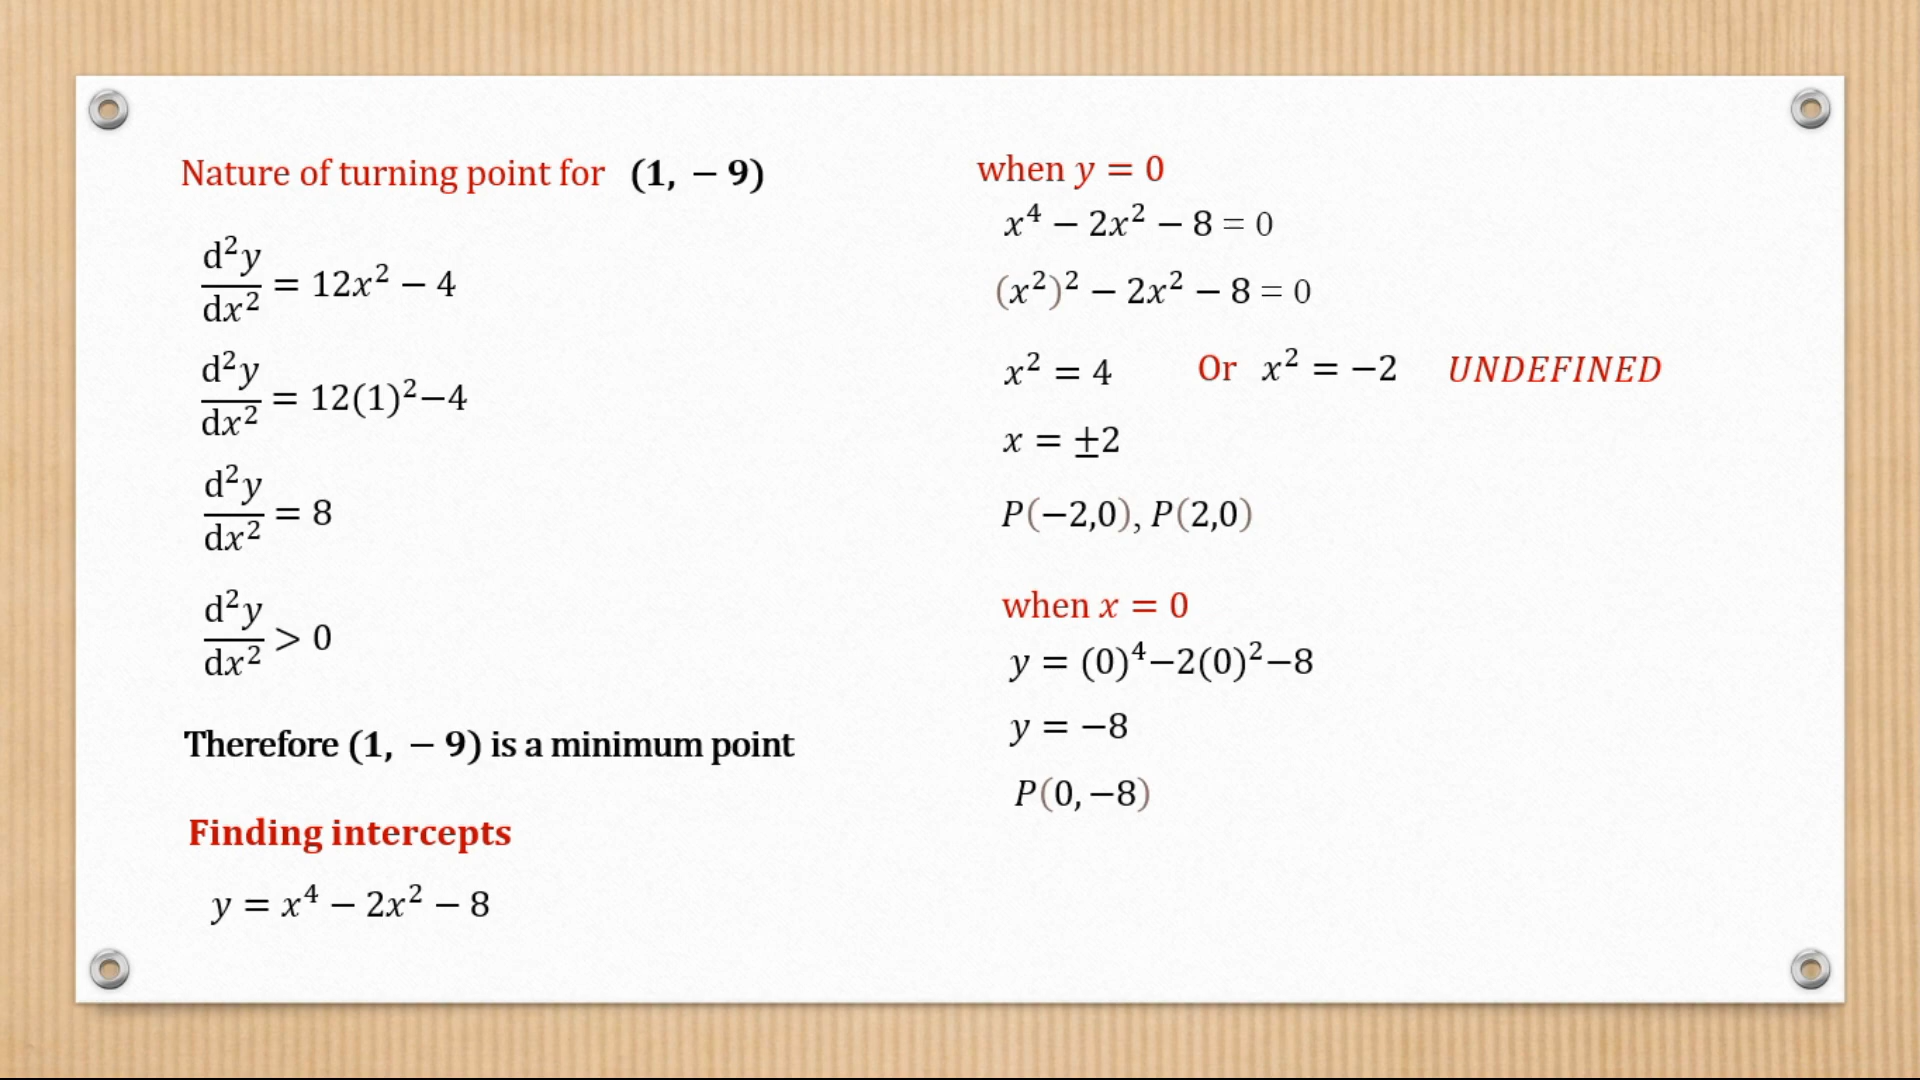 Nature of turning point for (1, − 9)
d²y/dx² = 12x² − 4
d²y/dx² = 12(1)²−4
d²y/dx² = 8
d²y/dx² > 0
Therefore (1, − 9) is a minimum point
Finding intercepts
y = x⁴ − 2x² − 8
when y = 0
x⁴ − 2x² − 8 = 0
(x²)² − 2x² − 8 = 0
x² = 4 Or x² = −2 UNDEFINED
x = ±2
P(−2,0), P(2,0)
when x = 0
y = (0)⁴−2(0)²−8
y = −8
P(0, −8)